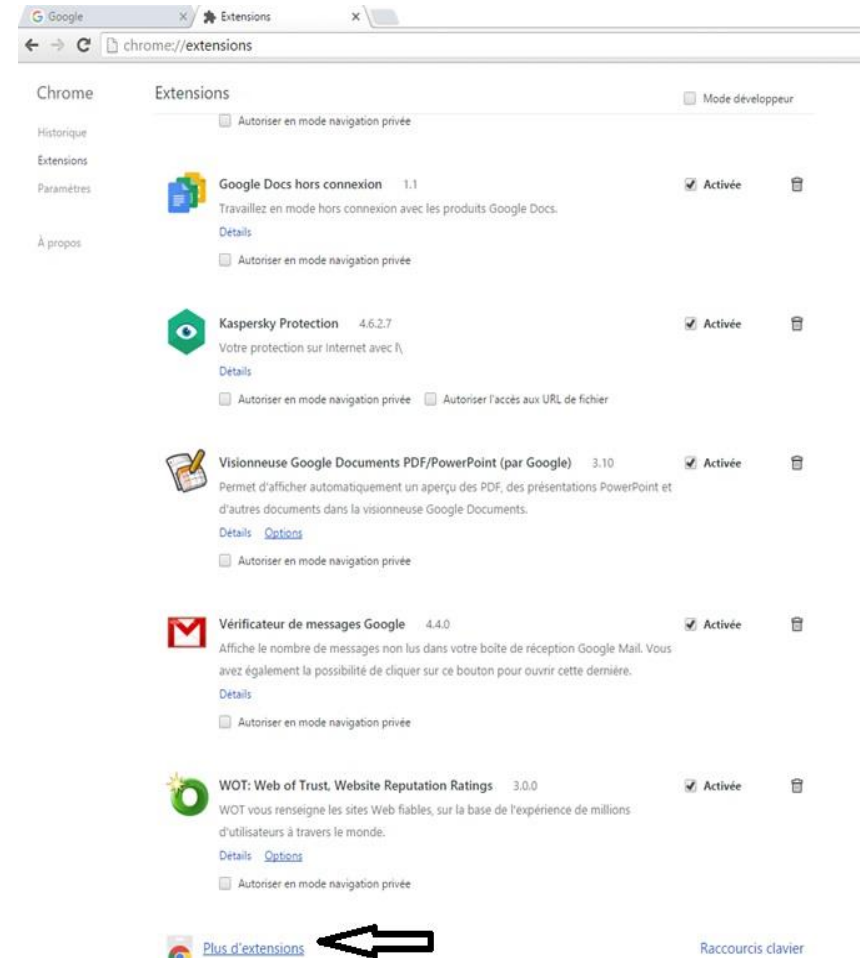 Google
Extensions
chrome://extensions
Chrome
Extensions
Mode développeur
Historique
Extensions
Paramètres
À propos
Autoriser en mode navigation privée
Google Docs hors connexion 1.1
Activée
Travaillez en mode hors connexion avec les produits Google Docs.
Détails
Autoriser en mode navigation privée
Kaspersky Protection 4.6.2.7
Activée
Votre protection sur Internet avec l\
Détails
Autoriser en mode navigation privée Autoriser l'accès aux URL de fichier
Visionneuse Google Documents PDF/PowerPoint (par Google) 3.10
Activée
Permet d'afficher automatiquement un aperçu des PDF, des présentations PowerPoint et
d'autres documents dans la visionneuse Google Documents.
Détails Options
Autoriser en mode navigation privée
Vérificateur de messages Google 4.4.0
Activée
Affiche le nombre de messages non lus dans votre boîte de réception Google Mail. Vous
avez également la possibilité de cliquer sur ce bouton pour ouvrir cette dernière.
Détails
Autoriser en mode navigation privée
WOT: Web of Trust, Website Reputation Ratings 3.0.0
Activée
WOT vous renseigne les sites Web fiables, sur la base de l'expérience de millions
d'utilisateurs à travers le monde.
Détails Options
Autoriser en mode navigation privée
Plus d'extensions
Raccourcis clavier